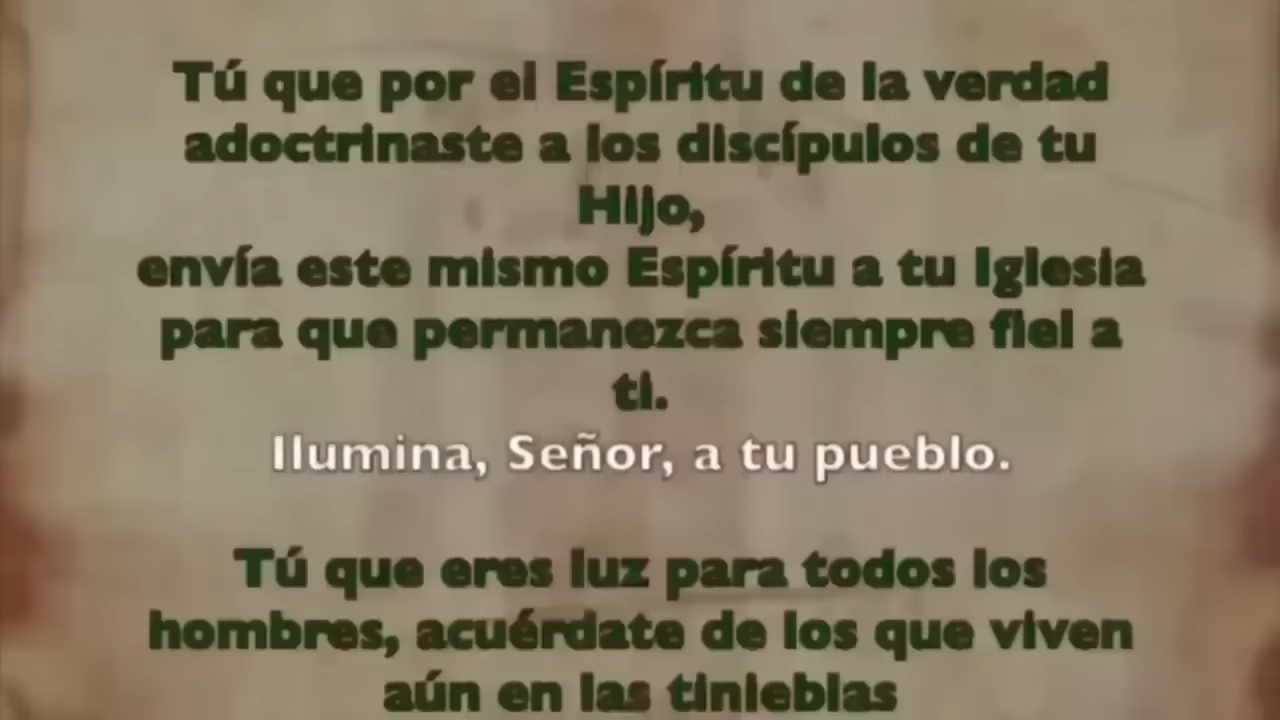 Tú que por el Espíritu de la verdad
adoctrinaste a los discípulos de tu
Hijo,
envía este mismo Espíritu a tu Iglesia
para que permanezca siempre fiel a
ti.
Ilumina, Señor, a tu pueblo.
Tú que eres luz para todos los
hombres, acuérdate de los que viven
aún en las tinieblas